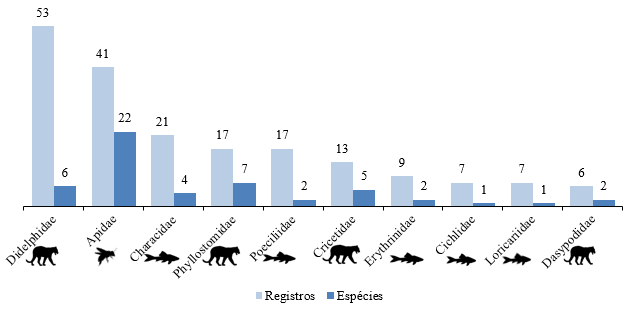 53
6
41
22
21
4
17
7
17
2
13
5
9
2
7
1
7
1
6
2
Didelphidae
Apidae
Characidae
Phyllostomidae
Poeciliidae
Cricetidae
Erythrinidae
Cichlidae
Loricariidae
Dasypodidae
Registros Espécies